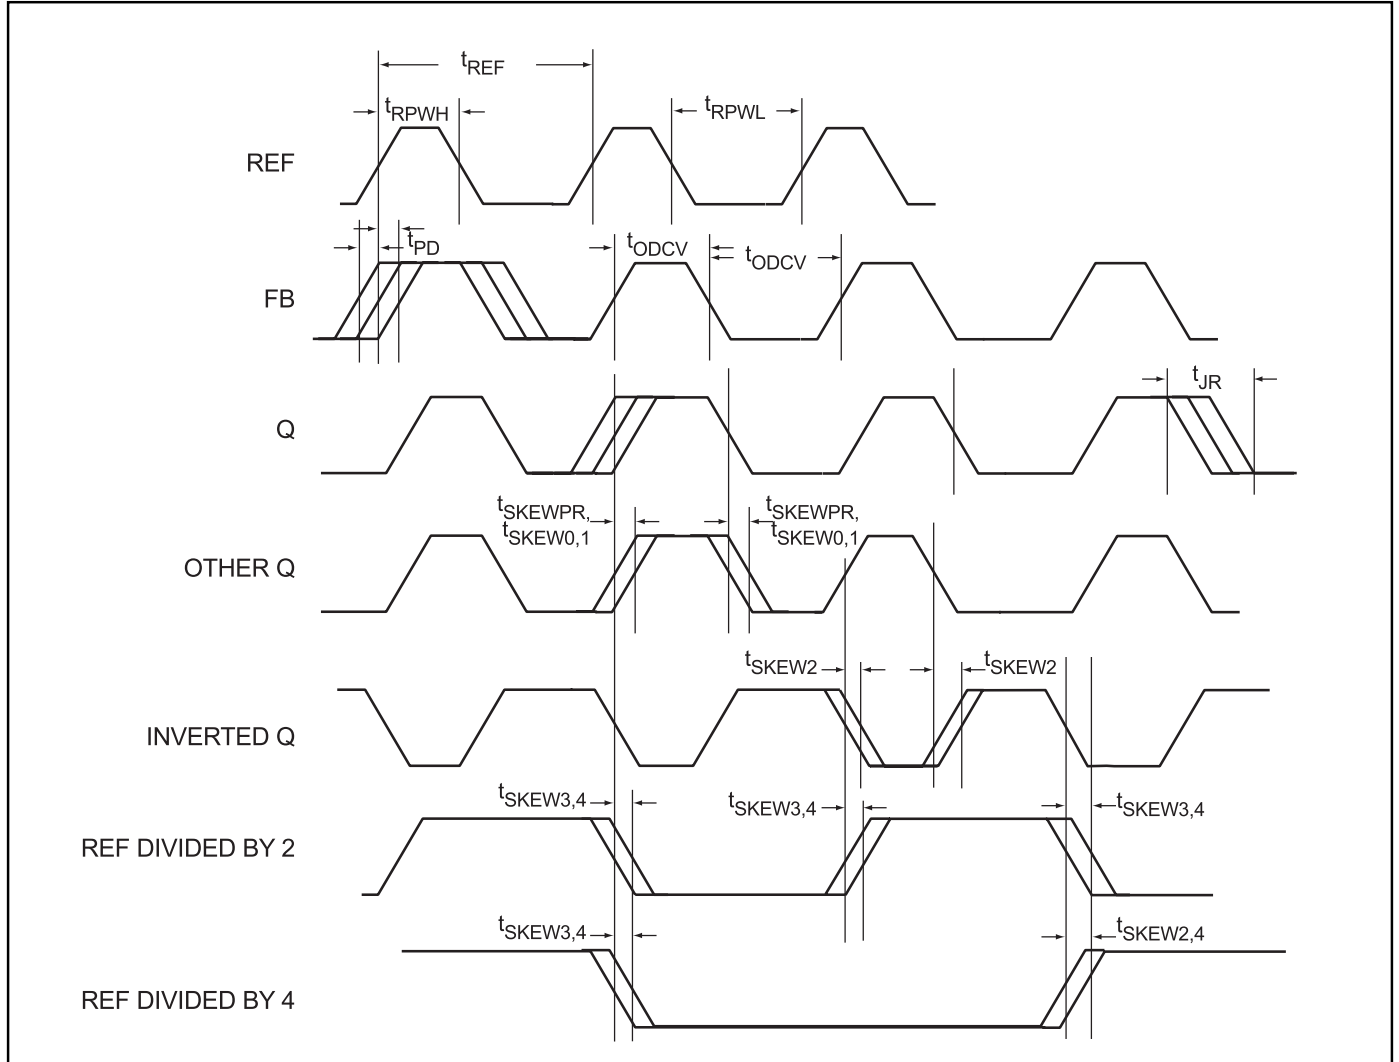 tREF
tRPWH
tRPWL
REF
tPD
tODCV
tODCV
FB
tJR
Q
tSKEWPR,
tSKEW0,1
tSKEWPR,
tSKEW0,1
OTHER Q
tSKEW2
tSKEW2
INVERTED Q
tSKEW3,4
tSKEW3,4
tSKEW3,4
REF DIVIDED BY 2
tSKEW3,4
tSKEW2,4
REF DIVIDED BY 4